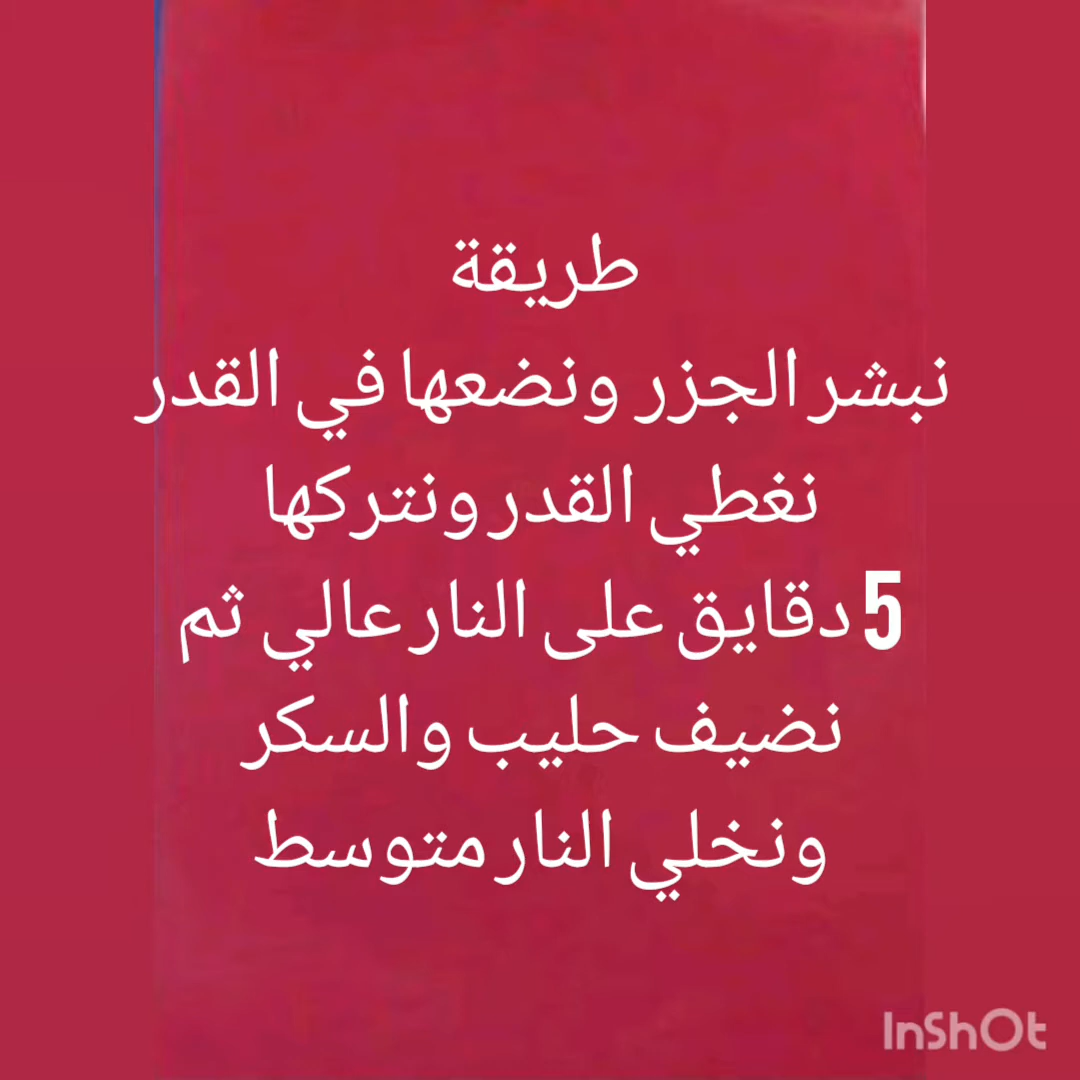 طريقة
نبشر الجزر ونضعها في القدر
نغطي القدر ونتركها
5 دقايق على النار عالي ثم
نضيف حليب والسكر
ونخلي النار متوسط
InShOt